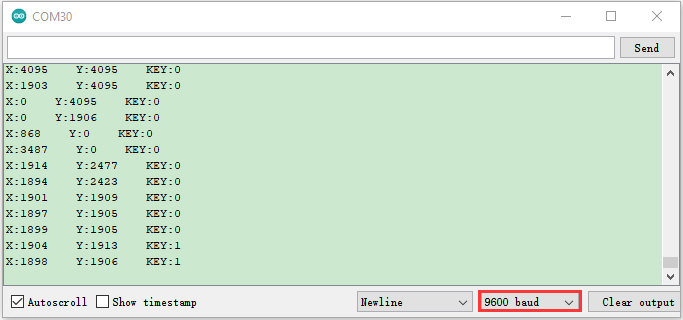 COM30
Send
X:4095    Y:4095    KEY:0
X:1903    Y:4095    KEY:0
X:0    Y:4095    KEY:0
X:0    Y:1906    KEY:0
X:868    Y:0    KEY:0
X:3487    Y:0    KEY:0
X:1914    Y:2477    KEY:0
X:1894    Y:2423    KEY:0
X:1901    Y:1909    KEY:0
X:1897    Y:1905    KEY:0
X:1899    Y:1905    KEY:0
X:1904    Y:1913    KEY:1
X:1898    Y:1906    KEY:1
Autoscroll Show timestamp Newline 9600 baud Clear output